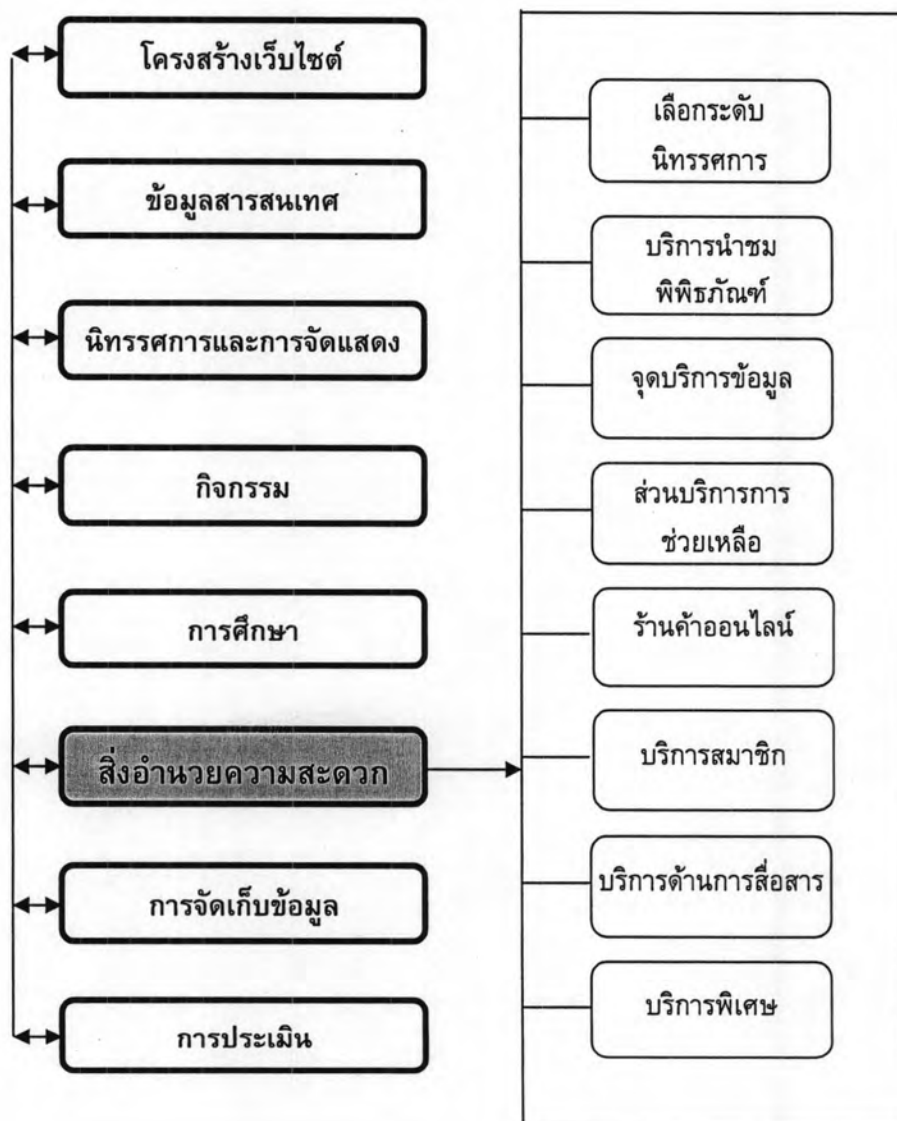 โครงสร้างเว็บไซต์
ข้อมูลสารสนเทศ
นิทรรศการและการจัดแสดง
กิจกรรม
การศึกษา
สิ่งอำนวยความสะดวก
การจัดเก็บข้อมูล
การประเมิน
เลือกระดับ
นิทรรศการ
บริการนำชม
พิพิธภัณฑ์
จุดบริการข้อมูล
ส่วนบริการการ
ช่วยเหลือ
ร้านค้าออนไลน์
บริการสมาชิก
บริการด้านการสื่อสาร
บริการพิเศษ